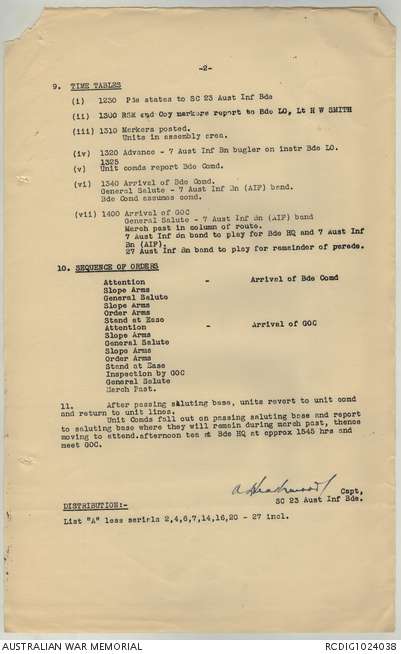 -2-
9. TIME TABLES
(i) 1230 Pde states to SC 23 Aust Inf Bde
(ii) 1300 RSM and Coy markers report to Bde LO, Lt H W SMITH
(iii) 1310 Markers posted.
Units in assembly area.
(iv) 1320 Advance - 7 Aust Inf Bn bugler on instr Bde LO.
1325
(v) Unit comds report Bde Comd.
(vi) 1340 Arrival of Bde Comd.
General Salute - 7 Aust Inf Bn (AIF) band.
Bde Comd assumes comd.
(vii) 1400 Arrival of GOC
General Salute - 7 Aust Inf Bn (AIF) band
March past in column of route.
7 Aust Inf Bn band to play for Bde HQ and 7 Aust Inf
Bn (AIF).
27 Aust Inf Bn band to play for remainder of parade.
10. SEQUENCE OF ORDERS
Attention - Arrival of Bde Comd
Slope Arms
General Salute
Slope Arms
Order Arms
Stand at Ease
Attention - Arrival of GOC
Slope Arms
General Salute
Slope Arms
Order Arms
Stand at Ease
Inspection by GOC
General Salute
March Past.
11. After passing saluting base, units revert to unit comd
and return to unit lines.
Unit Comds fall out on passing saluting base and report
to saluting base where they will remain during march past, thence
moving to attend.afternoon tea at Bde HQ at approx 1545 hrs and
meet GOC.
Capt,
SC 23 Aust Inf Bde.
DISTRIBUTION:-
List "A" less serials 2,4,6,7,14,16,20 - 27 incl.
AUSTRALIAN WAR MEMORIAL
RCDIG1024038